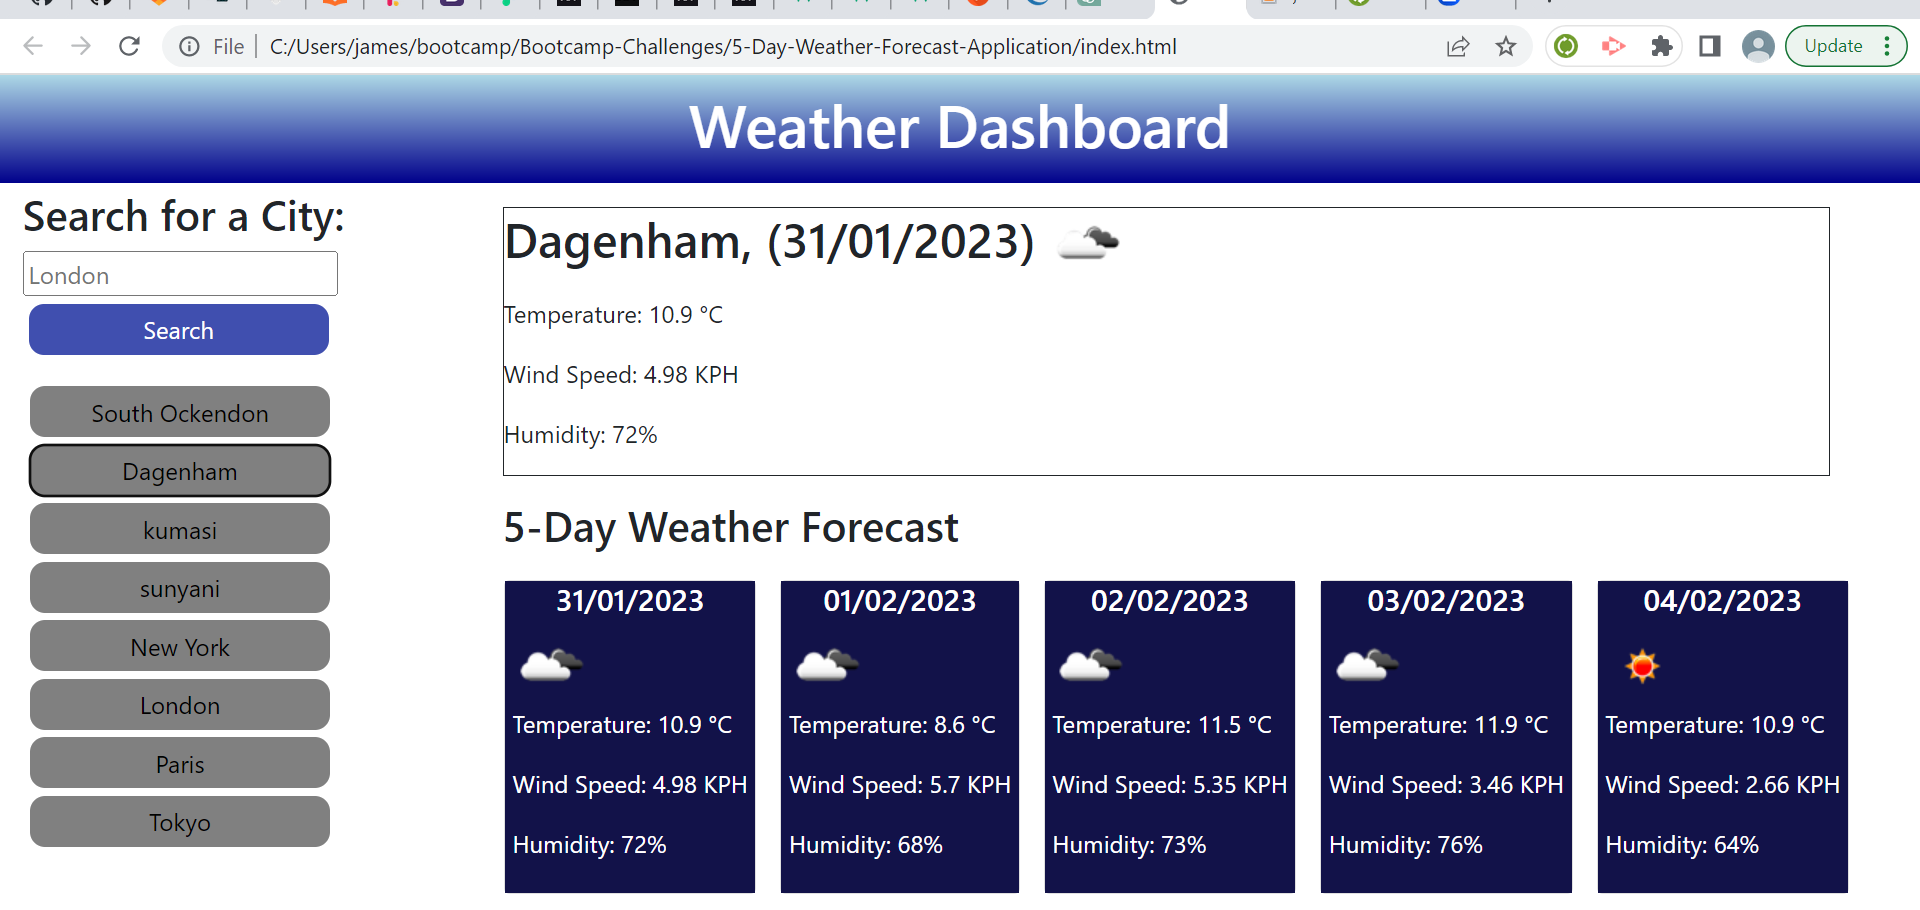 File
C:/Users/james/bootcamp/Bootcamp-Challenges/5-Day-Weather-Forecast-Application/index.html
Update
Weather Dashboard
Search for a City:
London
Search
South Ockendon
Dagenham
kumasi
sunyani
New York
London
Paris
Tokyo
Dagenham, (31/01/2023)
Temperature: 10.9 °C
Wind Speed: 4.98 KPH
Humidity: 72%
5-Day Weather Forecast
31/01/2023
Temperature: 10.9 °C
Wind Speed: 4.98 KPH
Humidity: 72%
01/02/2023
Temperature: 8.6 °C
Wind Speed: 5.7 KPH
Humidity: 68%
02/02/2023
Temperature: 11.5 °C
Wind Speed: 5.35 KPH
Humidity: 73%
03/02/2023
Temperature: 11.9 °C
Wind Speed: 3.46 KPH
Humidity: 76%
04/02/2023
Temperature: 10.9 °C
Wind Speed: 2.66 KPH
Humidity: 64%